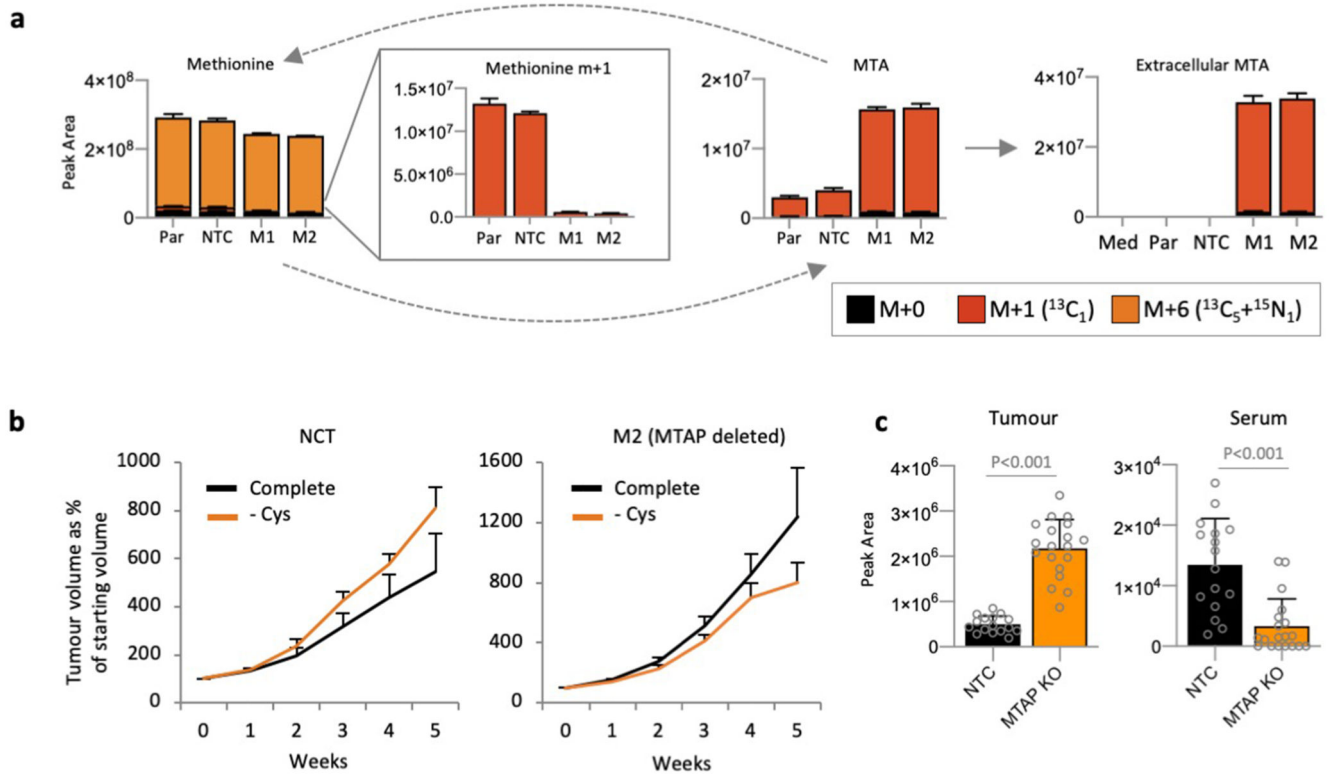 a
Methionine
Peak Area
4×10⁸
2×10⁸
0
Par NTC M1 M2
Methionine m+1
1.5×10⁷
1.0×10⁷
5.0×10⁶
0.0
Par NTC M1 M2
MTA
2×10⁷
1×10⁷
0
Par NTC M1 M2
Extracellular MTA
4×10⁷
2×10⁷
0
Med Par NTC M1 M2
M+0 M+1 (¹³C₁) M+6 (¹³C₅+¹⁵N₁)
b
NCT
Tumour volume as %
of starting volume
1000
800
600
400
200
0
Complete
- Cys
0 1 2 3 4 5
Weeks
M2 (MTAP deleted)
1600
1200
800
400
0
Complete
- Cys
0 1 2 3 4 5
Weeks
c
Tumour
P<0.001
Peak Area
4×10⁶
3×10⁶
2×10⁶
1×10⁶
0
NTC
MTAP KO
Serum
P<0.001
3×10⁴
2×10⁴
1×10⁴
0
NTC
MTAP KO